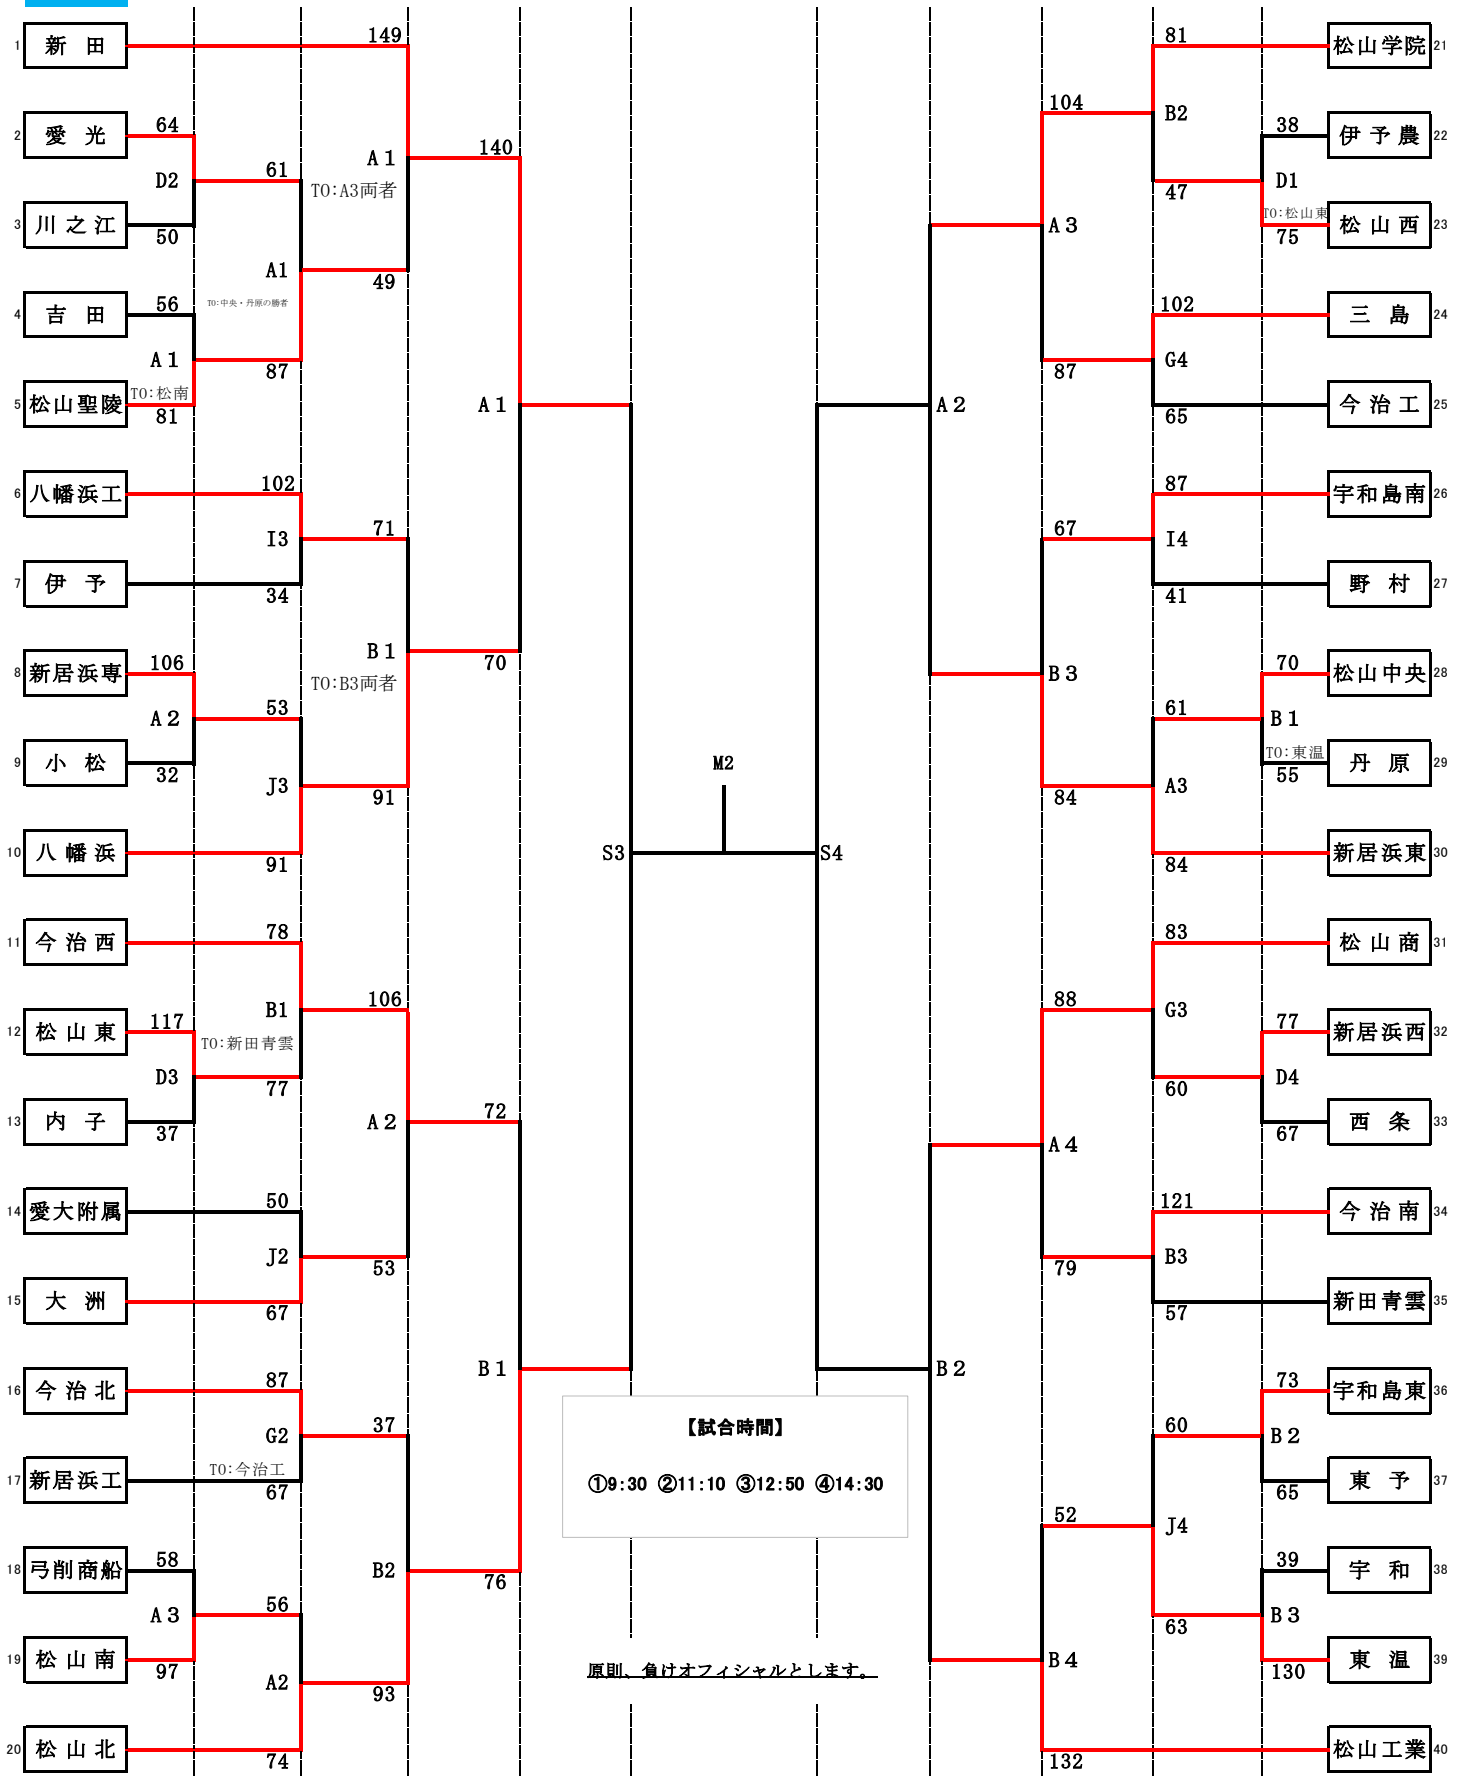 1 新田 149
2 愛光 64
D2 61
3 川之江 50
A1 TO:A3両者 140
A1 TO:中央・丹原の勝者 49
4 吉田 56
A1 TO:松南 87
5 松山聖陵 81
A1
6 八幡浜工 102
I3 71
7 伊予 34
B1 TO:B3両者 70
8 新居浜専 106
A2 53
9 小松 32
J3 91
10 八幡浜 91
S3
M2
11 今治西 78
B1 TO:新田青雲 106
12 松山東 117
D3 77
13 内子 37
A2 72
14 愛大附属 50
J2 53
15 大洲 67
B1
16 今治北 87
G2 TO:今治工 37
17 新居浜工 67
B2 76
18 弓削商船 58
A3 56
19 松山南 97
A2 93
20 松山北 74
81 松山学院 21
104 B2
38 伊予農 22
47 D1 TO:松山東
75 松山西 23
A3
102 三島 24
87 G4
65 今治工 25
A2
87 宇和島南 26
67 I4
41 野村 27
B3
70 松山中央 28
61 B1 TO:東温
55 丹原 29
84 A3
84 新居浜東 30
S4
83 松山商 31
88 G3
77 新居浜西 32
60 D4
67 西条 33
A4
121 今治南 34
79 B3
57 新田青雲 35
B2
73 宇和島東 36
60 B2
65 東予 37
52 J4
39 宇和 38
63 B3
130 東温 39
B4
132 松山工業 40
【試合時間】
①9:30 ②11:10 ③12:50 ④14:30
原則、負けオフィシャルとします。